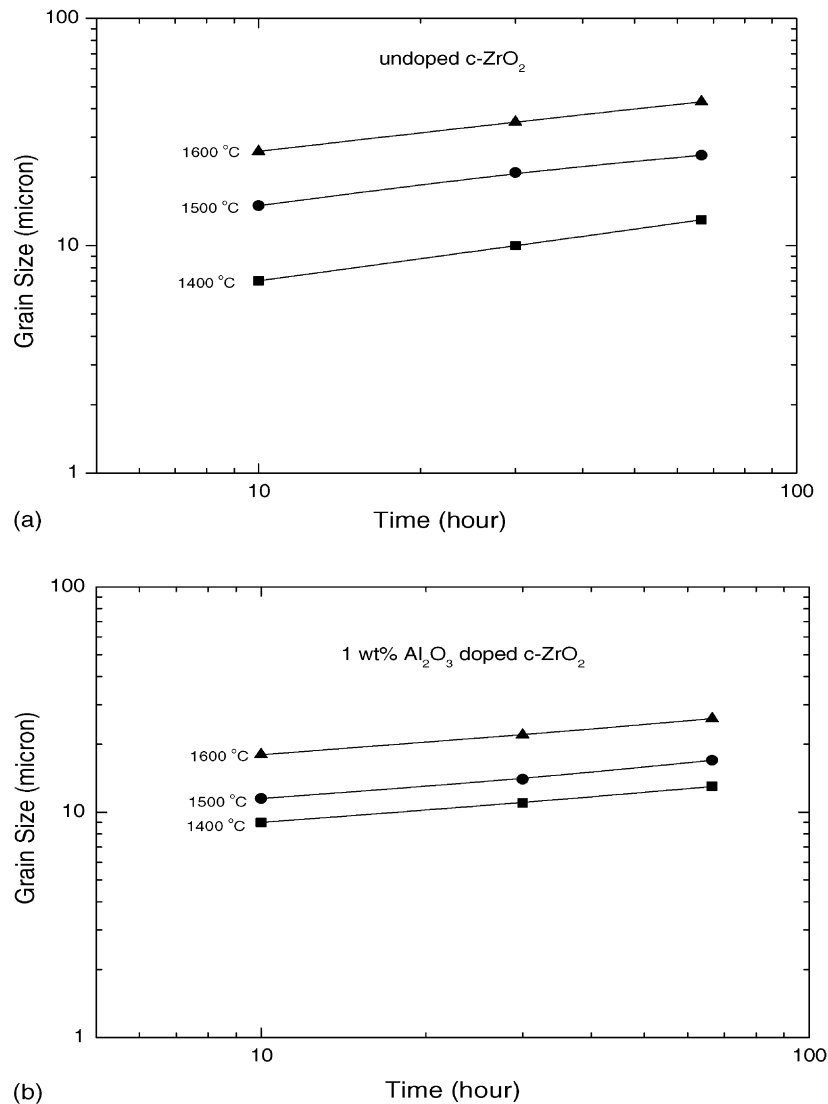 100
undoped c-ZrO₂
1600 °C
1500 °C
10
1400 °C
Grain Size (micron)
1
10
100
(a)
Time (hour)
100
1 wt% Al₂O₃ doped c-ZrO₂
1600 °C
1500 °C
10
1400 °C
Grain Size (micron)
1
10
100
(b)
Time (hour)